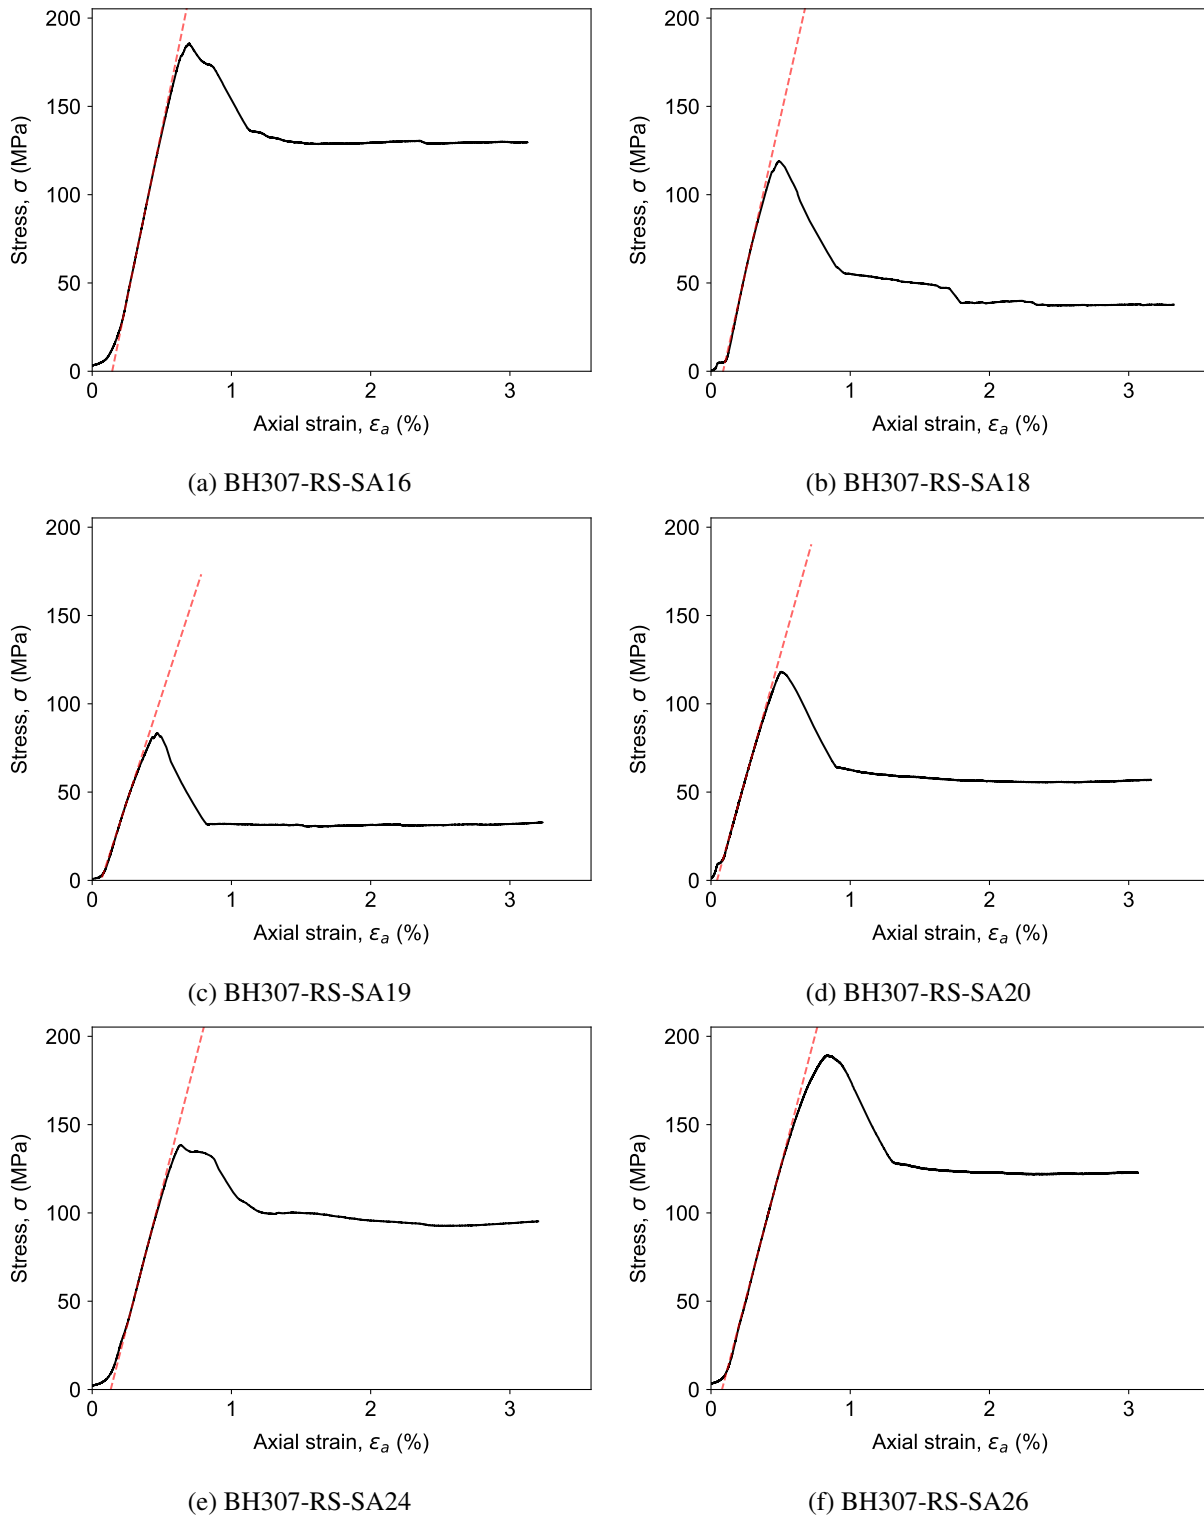 200
150
100
50
0
Stress, σ (MPa)
0 1 2 3
Axial strain, εa (%)
(a) BH307-RS-SA16
200
150
100
50
0
Stress, σ (MPa)
0 1 2 3
Axial strain, εa (%)
(b) BH307-RS-SA18
200
150
100
50
0
Stress, σ (MPa)
0 1 2 3
Axial strain, εa (%)
(c) BH307-RS-SA19
200
150
100
50
0
Stress, σ (MPa)
0 1 2 3
Axial strain, εa (%)
(d) BH307-RS-SA20
200
150
100
50
0
Stress, σ (MPa)
0 1 2 3
Axial strain, εa (%)
(e) BH307-RS-SA24
200
150
100
50
0
Stress, σ (MPa)
0 1 2 3
Axial strain, εa (%)
(f) BH307-RS-SA26